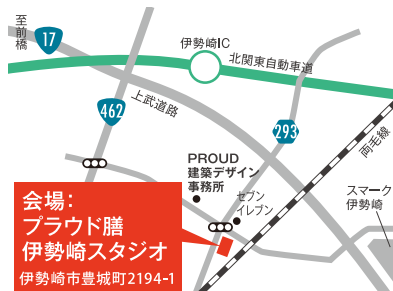 至前橋
17
伊勢崎IC
北関東自動車道
上武道路
462
293
両毛線
PROUD
建築デザイン
事務所
セブン
イレブン
スマーク
伊勢崎
会場：
プラウド膳
伊勢崎スタジオ
伊勢崎市豊城町2194-1